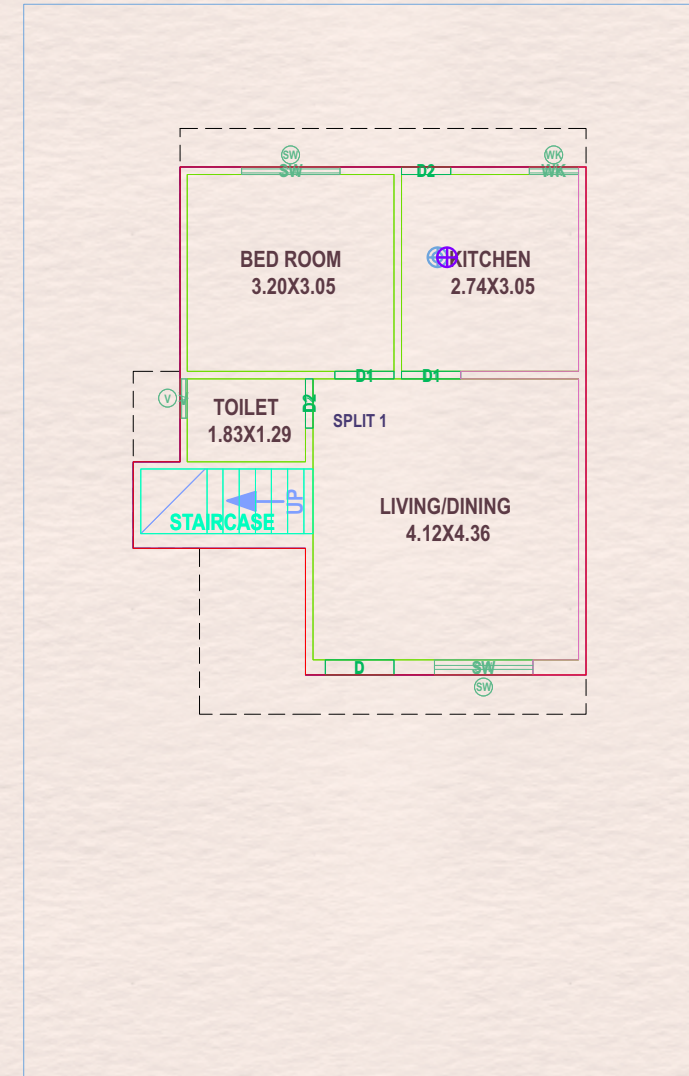 SW
WK
SW
D2
WK
BED ROOM
3.20X3.05
KITCHEN
2.74X3.05
D1
D1
V
V
D2
TOILET
1.83X1.29
SPLIT 1
UP
STAIRCASE
LIVING/DINING
4.12X4.36
D
SW
SW